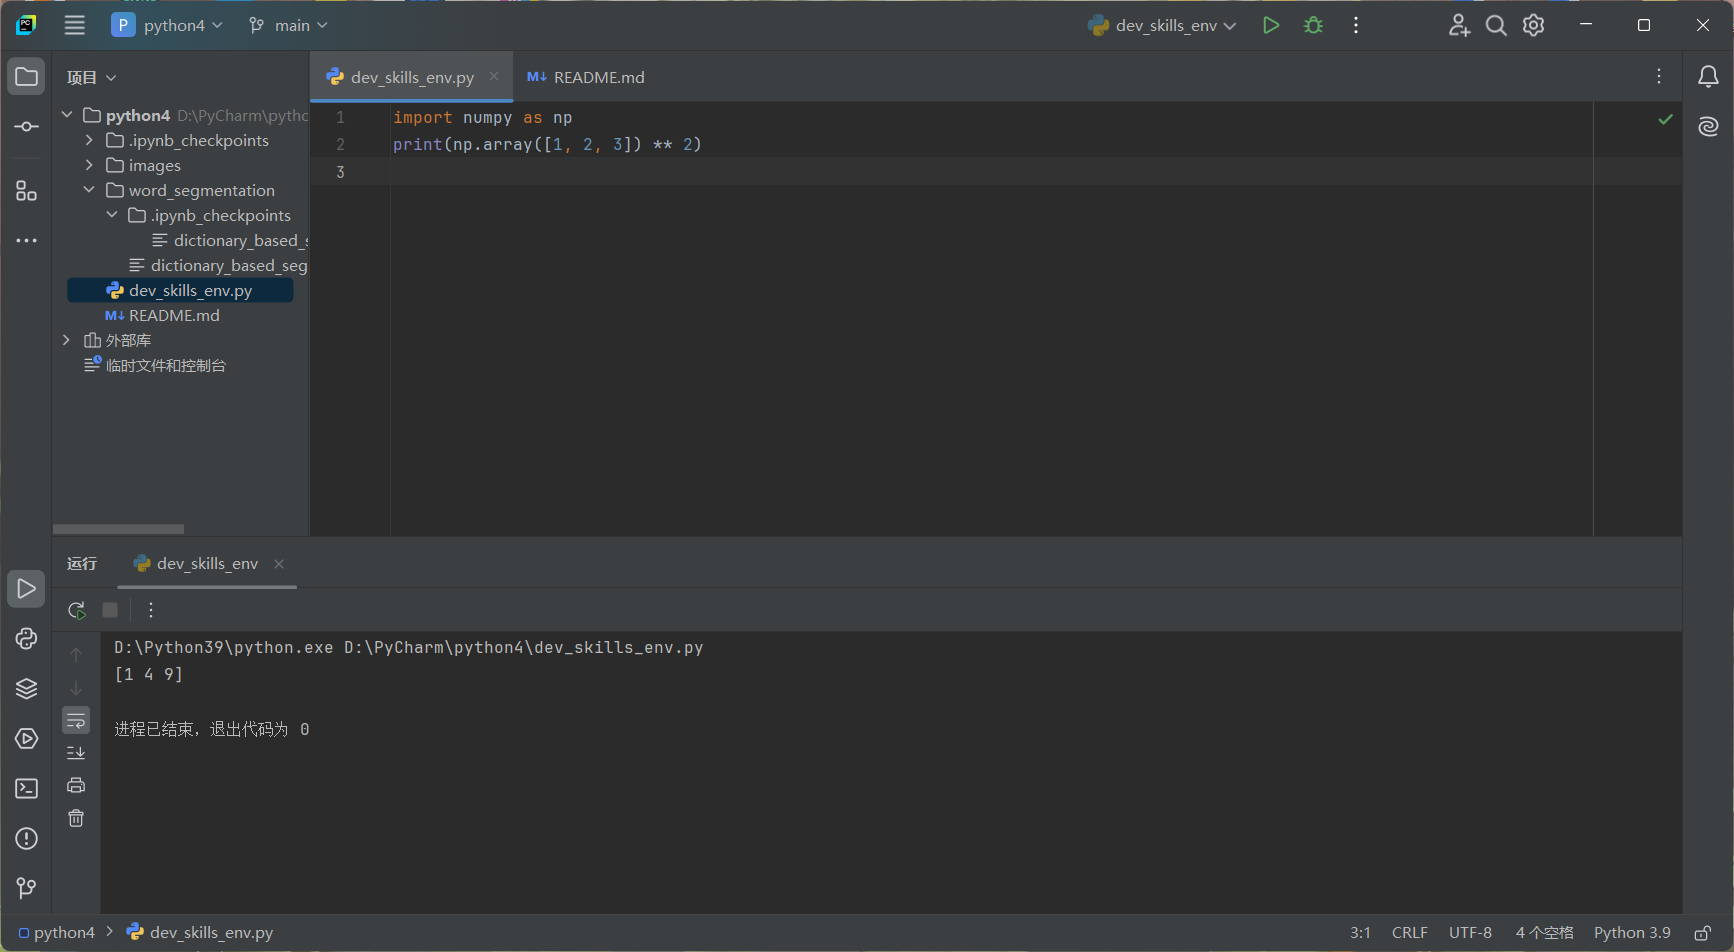 P python4 main dev_skills_env
项目
dev_skills_env.py README.md
python4 D:\PyCharm\pythc
.ipynb_checkpoints
images
word_segmentation
.ipynb_checkpoints
dictionary_based_s
dictionary_based_seg
dev_skills_env.py
README.md
外部库
临时文件和控制台
1 import numpy as np
2 print(np.array([1, 2, 3]) ** 2)
3
运行 dev_skills_env
D:\Python39\python.exe D:\PyCharm\python4\dev_skills_env.py
[1 4 9]
进程已结束，退出代码为 0
python4 dev_skills_env.py 3:1 CRLF UTF-8 4 个空格 Python 3.9